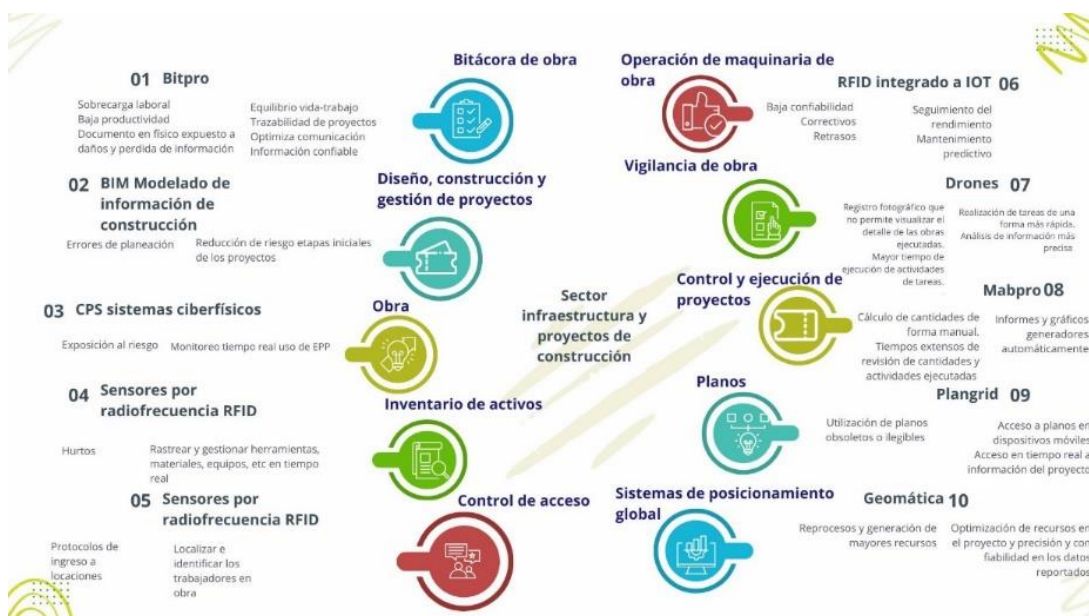 Bitácora de obra
01 Bitpro
Sobrecarga laboral
Baja productividad
Documento en físico expuesto a
daños y perdida de información
Equilibrio vida-trabajo
Trazabilidad de proyectos
Optimiza comunicación
Información confiable
Diseño, construcción y
gestión de proyectos
02 BIM Modelado de
información de
construcción
Errores de planeación
Reducción de riesgo etapas iniciales
de los proyectos
Obra
03 CPS sistemas ciberfísicos
Exposición al riesgo
Monitoreo tiempo real uso de EPP
Inventario de activos
04 Sensores por
radiofrecuencia RFID
Hurtos
Rastrear y gestionar herramientas,
materiales, equipos, etc en tiempo
real
Control de acceso
05 Sensores por
radiofrecuencia RFID
Protocolos de
ingreso a
locaciones
Localizar e
identificar los
trabajadores en
obra
Sector
infraestructura y
proyectos de
construcción
Operación de maquinaria de
obra
RFID integrado a IOT 06
Baja confiabilidad
Correctivos
Retrasos
Seguimiento del
rendimiento
Mantenimiento
predictivo
Vigilancia de obra
Drones 07
Registro fotográfico que
no permite visualizar el
detalle de las obras
ejecutadas.
Mayor tiempo de
ejecución de actividades
de tareas.
Realización de tareas de una
forma más rápida.
Análisis de información más
precisa
Control y ejecución de
proyectos
Mabpro 08
Cálculo de cantidades de
forma manual.
Tiempos extensos de
revisión de cantidades y
actividades ejecutadas
Informes y gráficos
generadores
automáticamente
Planos
Plangrid 09
Utilización de planos
obsoletos o ilegibles
Acceso a planos en
dispositivos móviles
Acceso en tiempo real a
información del proyecto
Sistemas de posicionamiento
global
Geomática 10
Reprocesos y generación de
mayores recursos
Optimización de recursos en
el proyecto y precisión y con
fiabilidad en los datos
reportados